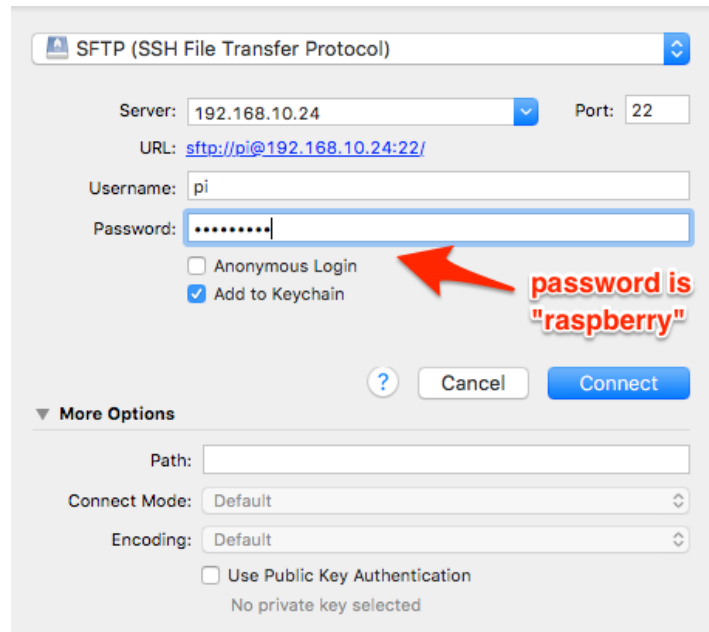 SFTP (SSH File Transfer Protocol)
Server: 192.168.10.24 Port: 22
URL: sftp://pi@192.168.10.24:22/
Username: pi
Password: •••••••••
Anonymous Login
Add to Keychain
password is
"raspberry"
? Cancel Connect
More Options
Path:
Connect Mode: Default
Encoding: Default
Use Public Key Authentication
No private key selected